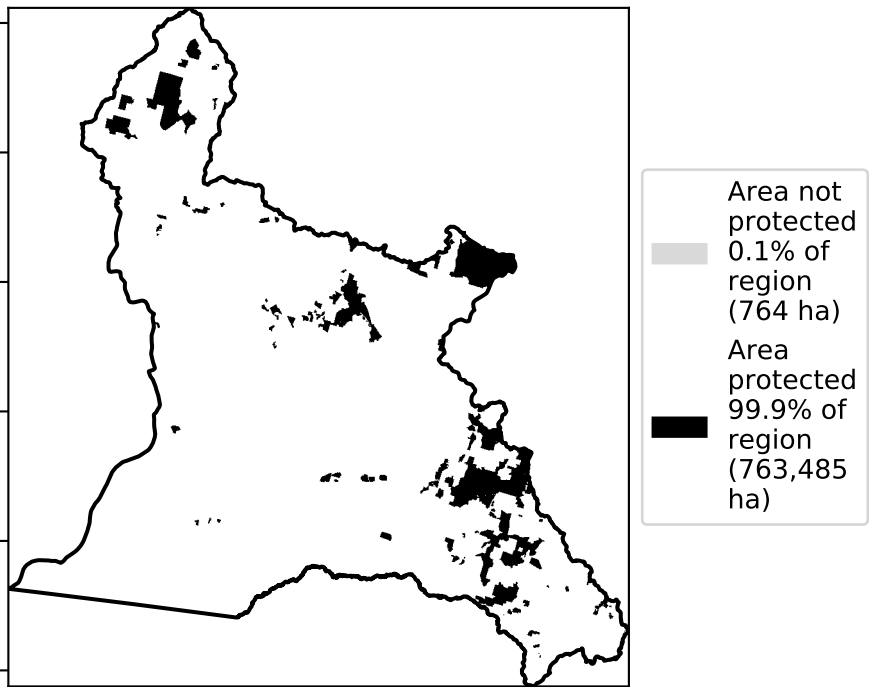 Area not
protected
0.1% of
region
(764 ha)
Area
protected
99.9% of
region
(763,485
ha)